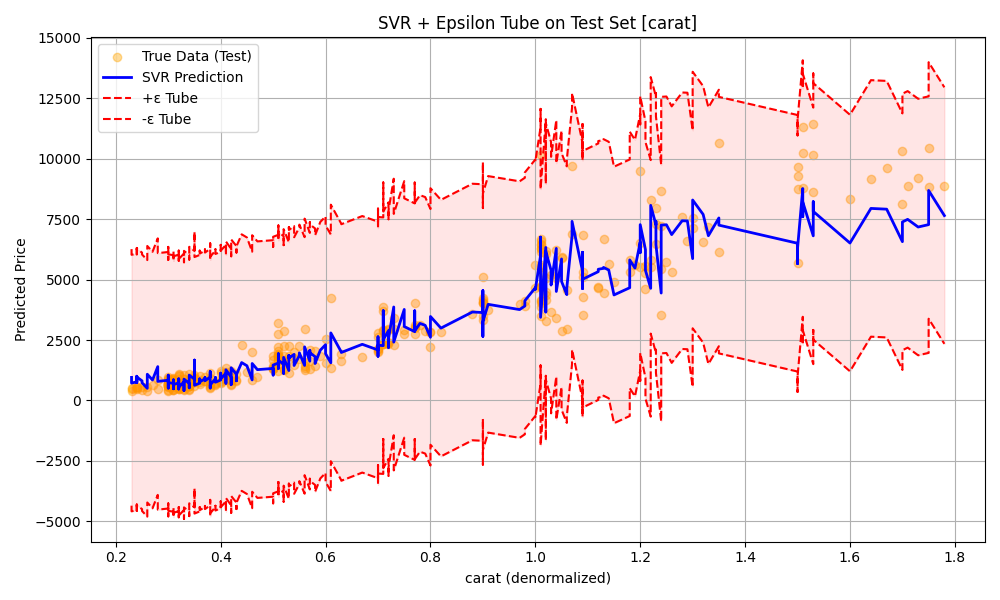 SVR + Epsilon Tube on Test Set [carat]
True Data (Test)
SVR Prediction
+ε Tube
-ε Tube
Predicted Price
15000
12500
10000
7500
5000
2500
0
−2500
−5000
0.2 0.4 0.6 0.8 1.0 1.2 1.4 1.6 1.8
carat (denormalized)